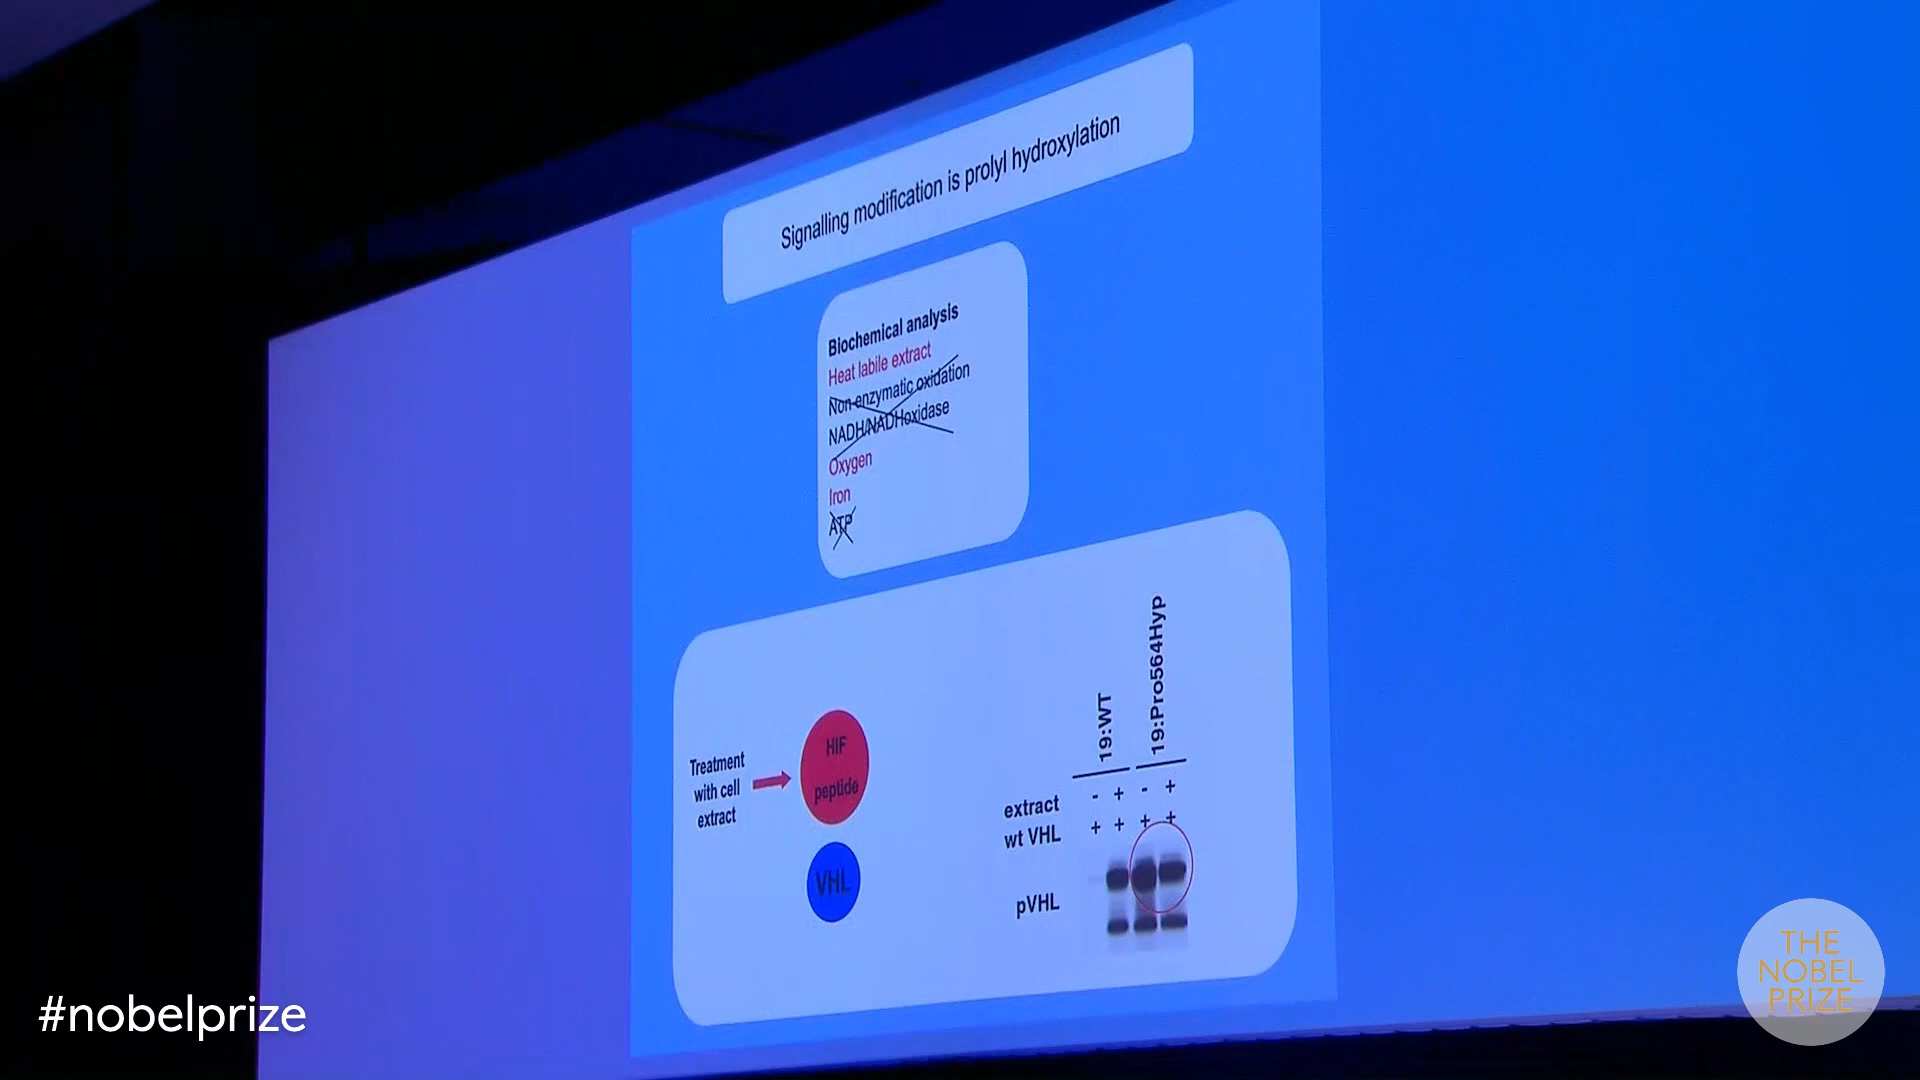 Signalling modification is prolyl hydroxylation
Biochemical analysis
Heat labile extract
Non-enzymatic oxidation
NADH/NADHoxidase
Oxygen
Iron
ATP
Treatment
with cell
extract
HIF
peptide
VHL
19:WT
19:Pro564Hyp
extract - + - +
wt VHL + + + +
pVHL
#nobelprize
THE
NOBEL
PRIZE